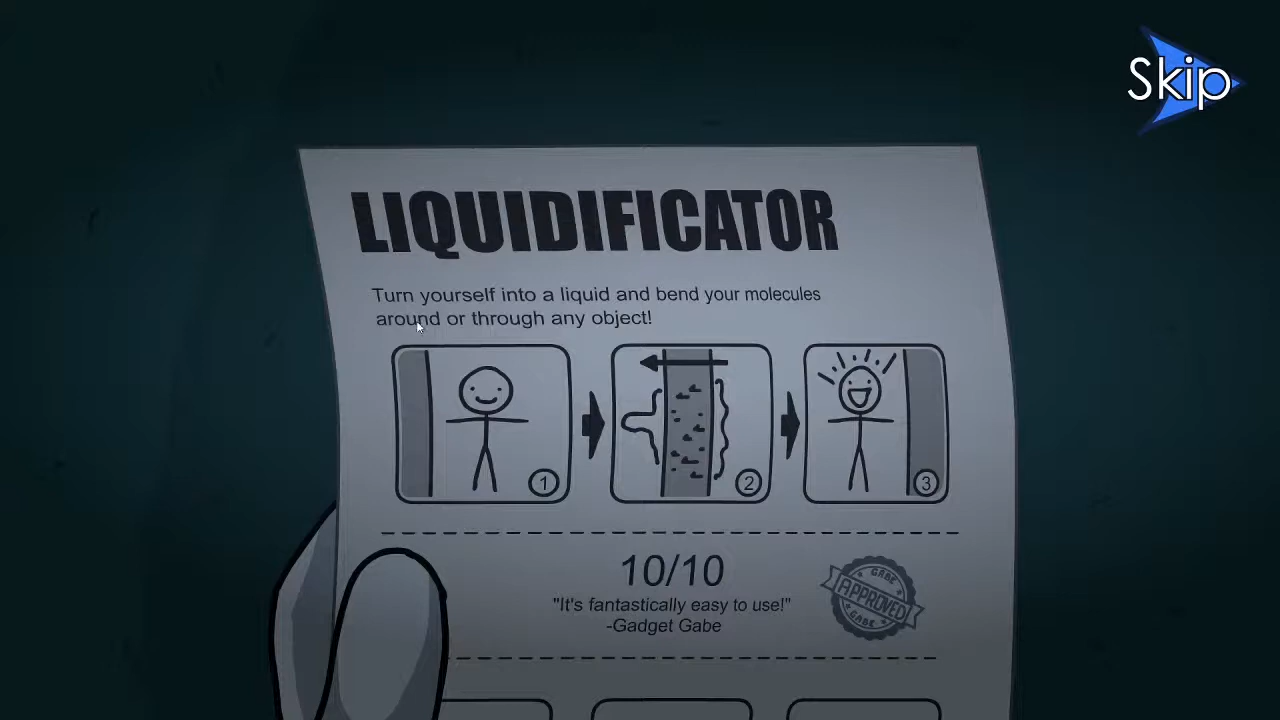 Skip
LIQUIDIFICATOR
Turn yourself into a liquid and bend your molecules
around or through any object!
1
2
3
10/10
"It's fantastically easy to use!"
-Gadget Gabe
GABE
APPROVED
GABE